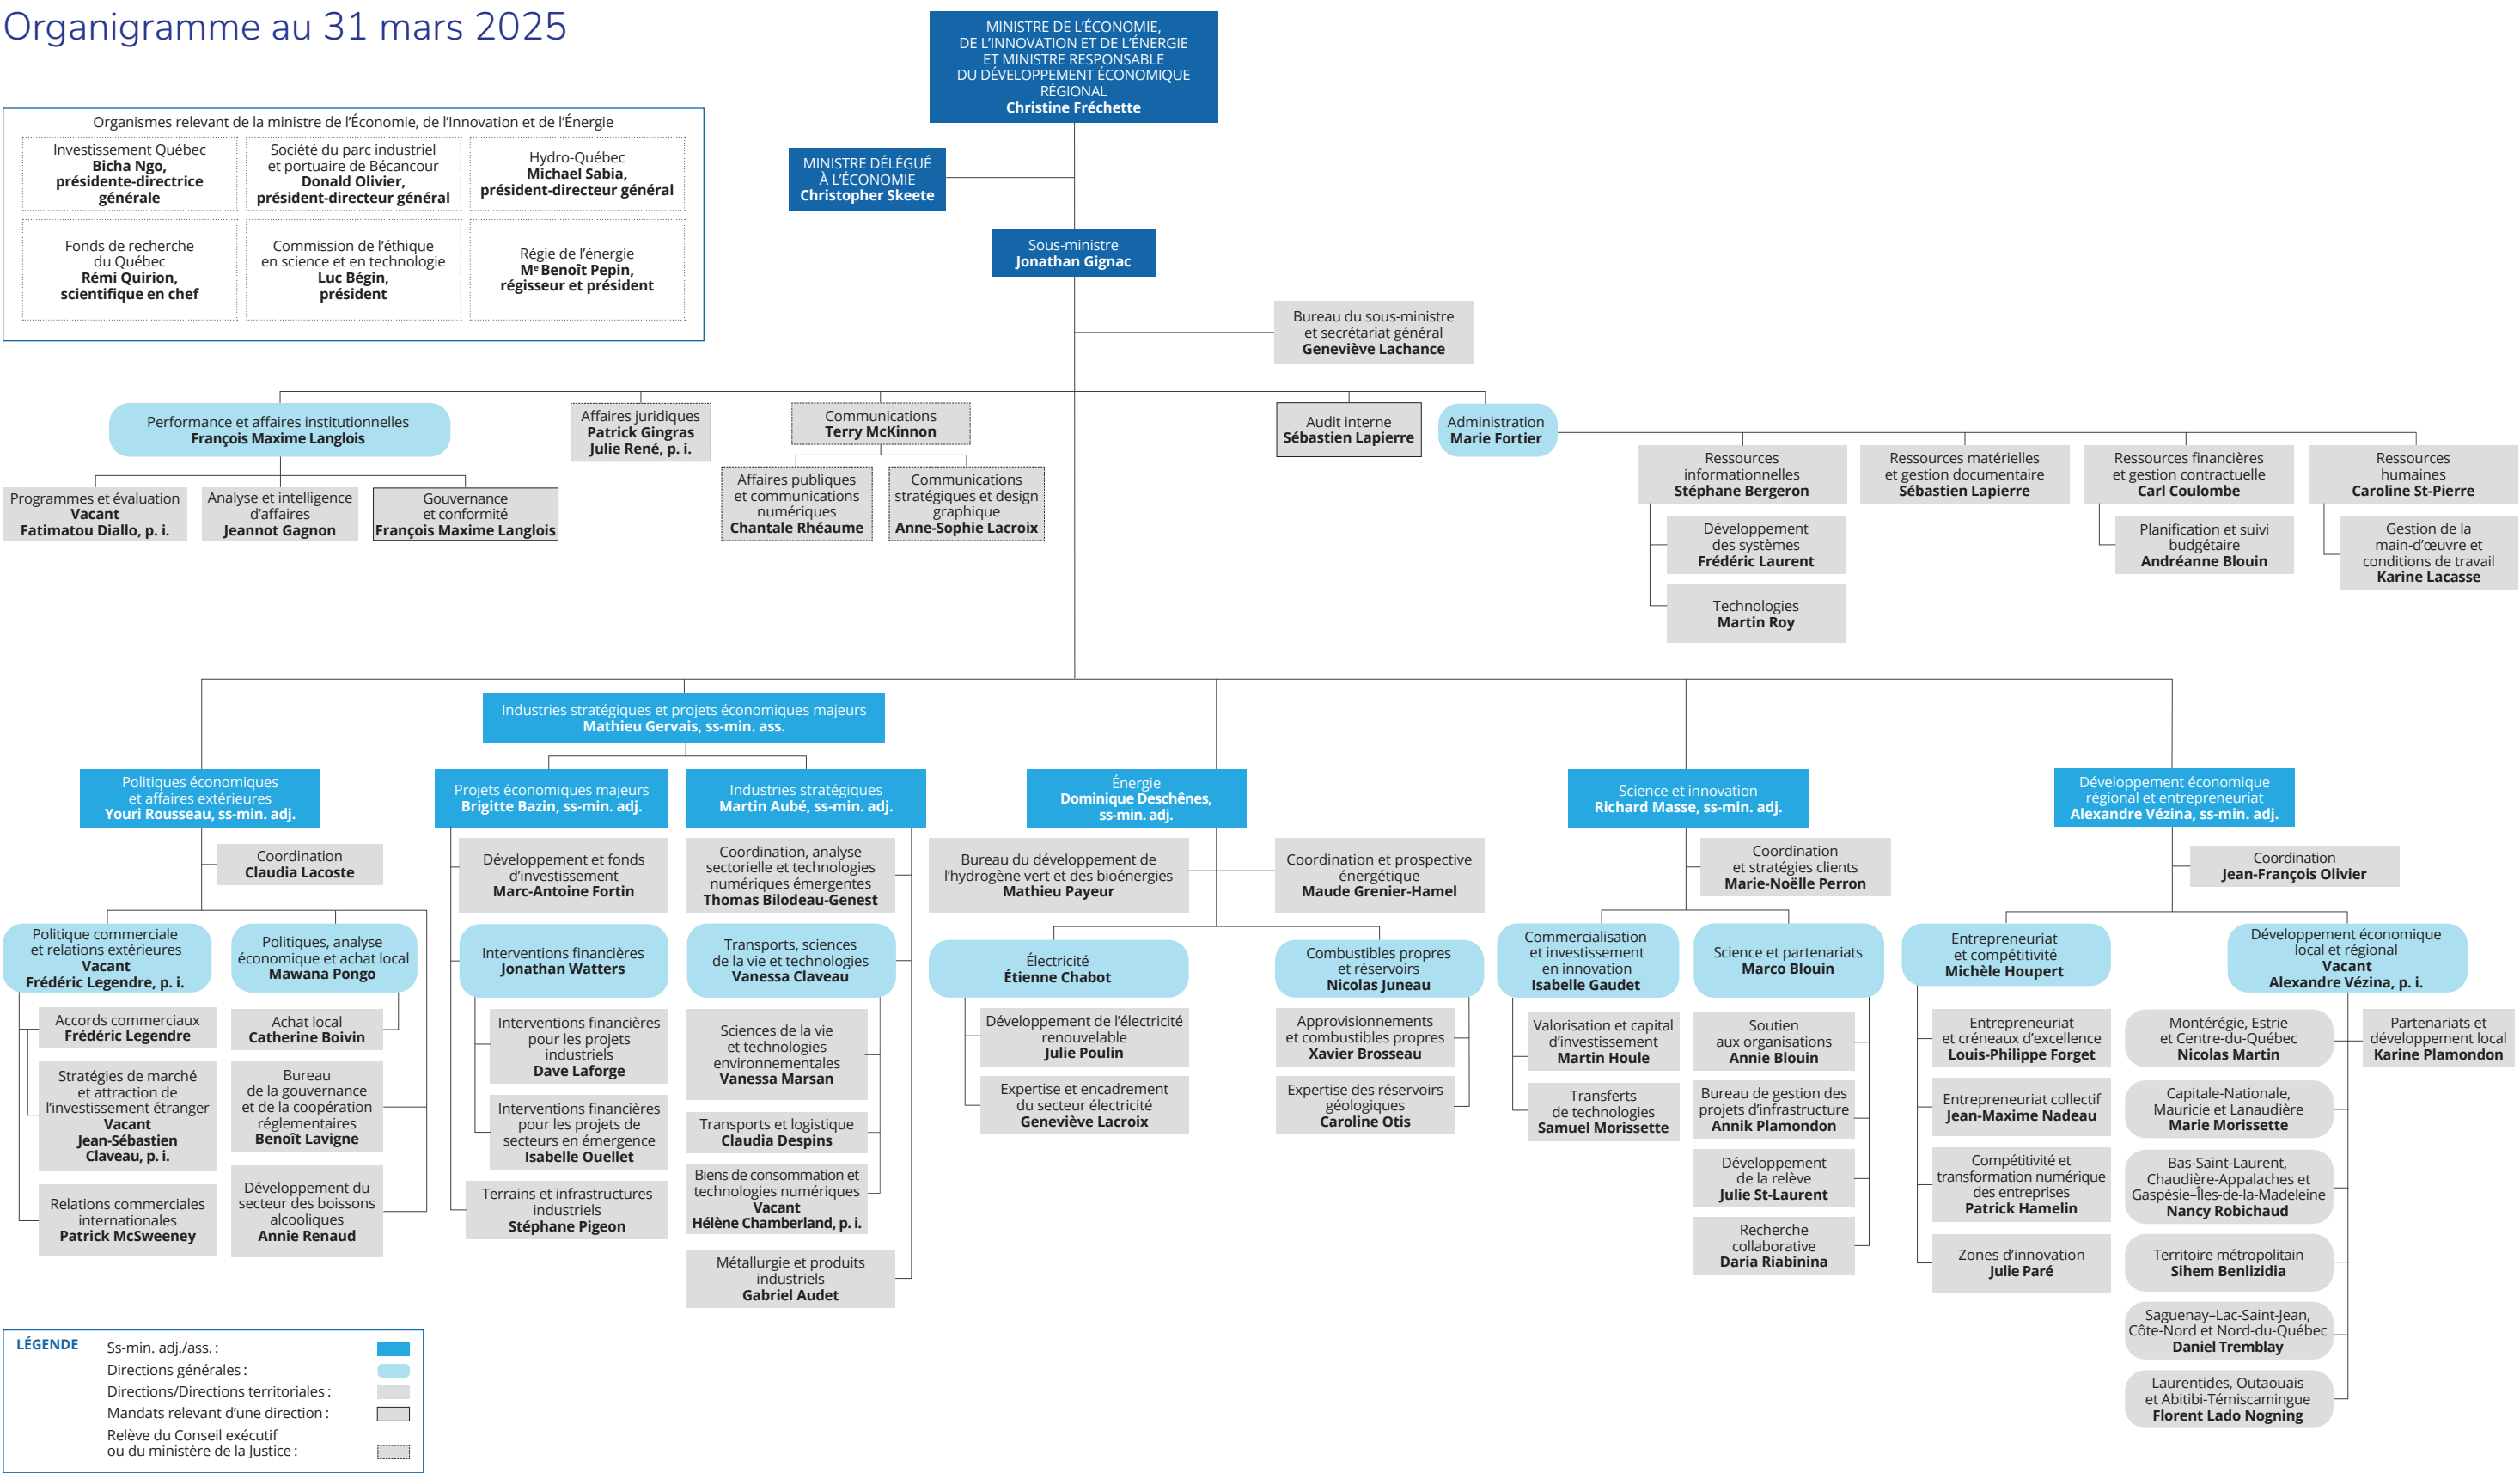 Organigramme au 31 mars 2025
MINISTRE DE L’ÉCONOMIE,
DE L’INNOVATION ET DE L’ÉNERGIE
ET MINISTRE RESPONSABLE
DU DÉVELOPPEMENT ÉCONOMIQUE
RÉGIONAL
Christine Fréchette
MINISTRE DÉLÉGUÉ
À L’ÉCONOMIE
Christopher Skeete
Sous-ministre
Jonathan Gignac
Organismes relevant de la ministre de l’Économie, de l’Innovation et de l’Énergie
Investissement Québec
Bicha Ngo,
présidente-directrice
générale
Société du parc industriel
et portuaire de Bécancour
Donald Olivier,
président-directeur général
Hydro-Québec
Michael Sabia,
président-directeur général
Fonds de recherche
du Québec
Rémi Quirion,
scientifique en chef
Commission de l’éthique
en science et en technologie
Luc Bégin,
président
Régie de l’énergie
Me Benoît Pepin,
régisseur et président
Bureau du sous-ministre
et secrétariat général
Geneviève Lachance
Performance et affaires institutionnelles
François Maxime Langlois
Programmes et évaluation
Vacant
Fatimatou Diallo, p. i.
Analyse et intelligence
d’affaires
Jeannot Gagnon
Gouvernance
et conformité
François Maxime Langlois
Affaires juridiques
Patrick Gingras
Julie René, p. i.
Communications
Terry McKinnon
Affaires publiques
et communications
numériques
Chantale Rhéaume
Communications
stratégiques et design
graphique
Anne-Sophie Lacroix
Audit interne
Sébastien Lapierre
Administration
Marie Fortier
Ressources
informationnelles
Stéphane Bergeron
Développement
des systèmes
Frédéric Laurent
Technologies
Martin Roy
Ressources matérielles
et gestion documentaire
Sébastien Lapierre
Ressources financières
et gestion contractuelle
Carl Coulombe
Planification et suivi
budgétaire
Andréanne Blouin
Ressources
humaines
Caroline St-Pierre
Gestion de la
main-d’œuvre et
conditions de travail
Karine Lacasse
Politiques économiques
et affaires extérieures
Youri Rousseau, ss-min. adj.
Coordination
Claudia Lacoste
Politique commerciale
et relations extérieures
Vacant
Frédéric Legendre, p. i.
Accords commerciaux
Frédéric Legendre
Stratégies de marché
et attraction de
l’investissement étranger
Vacant
Jean-Sébastien
Claveau, p. i.
Relations commerciales
internationales
Patrick McSweeney
Politiques, analyse
économique et achat local
Mawana Pongo
Achat local
Catherine Boivin
Bureau
de la gouvernance
et de la coopération
réglementaires
Benoît Lavigne
Développement du
secteur des boissons
alcooliques
Annie Renaud
Industries stratégiques et projets économiques majeurs
Mathieu Gervais, ss-min. ass.
Projets économiques majeurs
Brigitte Bazin, ss-min. adj.
Développement et fonds
d’investissement
Marc-Antoine Fortin
Interventions financières
Jonathan Watters
Interventions financières
pour les projets
industriels
Dave Laforge
Interventions financières
pour les projets de
secteurs en émergence
Isabelle Ouellet
Terrains et infrastructures
industriels
Stéphane Pigeon
Industries stratégiques
Martin Aubé, ss-min. adj.
Coordination, analyse
sectorielle et technologies
numériques émergentes
Thomas Bilodeau-Genest
Transports, sciences
de la vie et technologies
Vanessa Claveau
Sciences de la vie
et technologies
environnementales
Vanessa Marsan
Transports et logistique
Claudia Despins
Biens de consommation et
technologies numériques
Vacant
Hélène Chamberland, p. i.
Métallurgie et produits
industriels
Gabriel Audet
Énergie
Dominique Deschênes,
ss-min. adj.
Bureau du développement de
l’hydrogène vert et des bioénergies
Mathieu Payeur
Coordination et prospective
énergétique
Maude Grenier-Hamel
Électricité
Étienne Chabot
Développement de l’électricité
renouvelable
Julie Poulin
Expertise et encadrement
du secteur électricité
Geneviève Lacroix
Combustibles propres
et réservoirs
Nicolas Juneau
Approvisionnements
et combustibles propres
Xavier Brosseau
Expertise des réservoirs
géologiques
Caroline Otis
Science et innovation
Richard Masse, ss-min. adj.
Coordination
et stratégies clients
Marie-Noëlle Perron
Commercialisation
et investissement
en innovation
Isabelle Gaudet
Valorisation et capital
d’investissement
Martin Houle
Transferts
de technologies
Samuel Morissette
Science et partenariats
Marco Blouin
Soutien
aux organisations
Annie Blouin
Bureau de gestion des
projets d’infrastructure
Annik Plamondon
Développement
de la relève
Julie St-Laurent
Recherche
collaborative
Daria Riabinina
Développement économique
régional et entrepreneuriat
Alexandre Vézina, ss-min. adj.
Coordination
Jean-François Olivier
Entrepreneuriat
et compétitivité
Michèle Houpert
Entrepreneuriat
et créneaux d’excellence
Louis-Philippe Forget
Entrepreneuriat collectif
Jean-Maxime Nadeau
Compétitivité et
transformation numérique
des entreprises
Patrick Hamelin
Zones d’innovation
Julie Paré
Développement économique
local et régional
Vacant
Alexandre Vézina, p. i.
Montérégie, Estrie
et Centre-du-Québec
Nicolas Martin
Partenariats et
développement local
Karine Plamondon
Capitale-Nationale,
Mauricie et Lanaudière
Marie Morissette
Bas-Saint-Laurent,
Chaudière-Appalaches et
Gaspésie–Îles-de-la-Madeleine
Nancy Robichaud
Territoire métropolitain
Sihem Benlizidia
Saguenay–Lac-Saint-Jean,
Côte-Nord et Nord-du-Québec
Daniel Tremblay
Laurentides, Outaouais
et Abitibi-Témiscamingue
Florent Lado Nogning
LÉGENDE
Ss-min. adj./ass. :
Directions générales :
Directions/Directions territoriales :
Mandats relevant d’une direction :
Relève du Conseil exécutif
ou du ministère de la Justice :